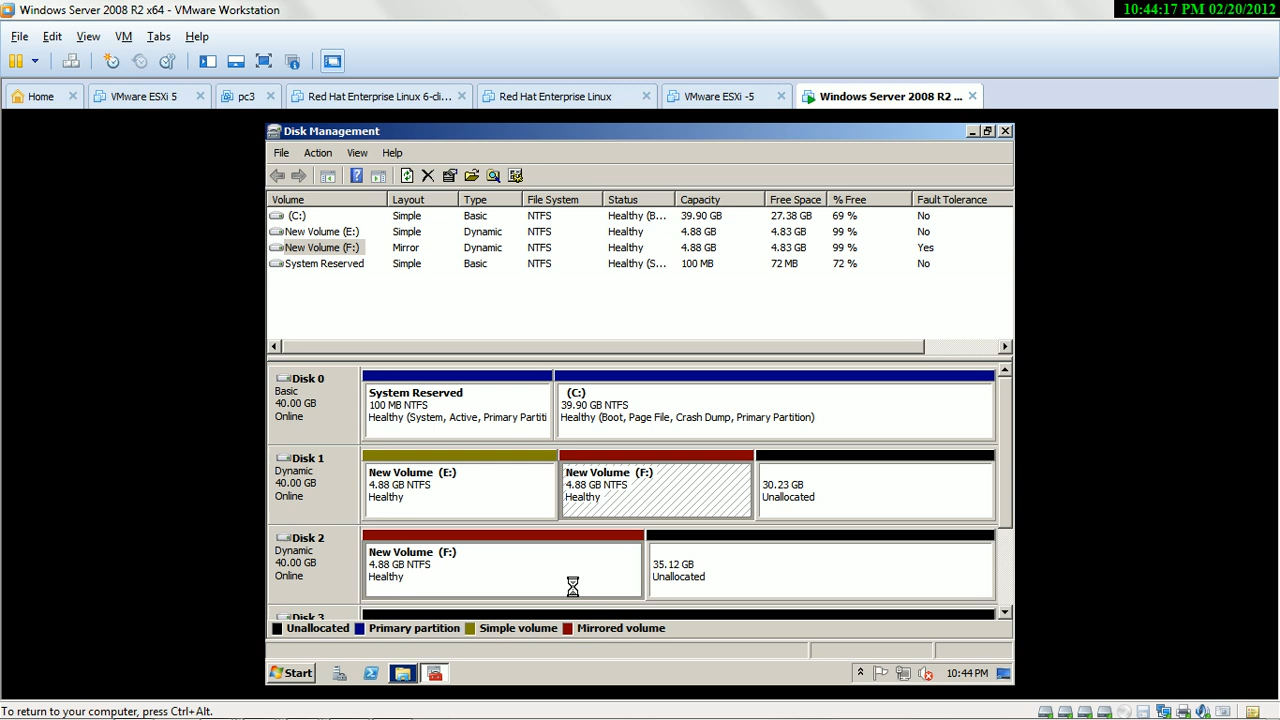 Windows Server 2008 R2 x64 - VMware Workstation
10:44:17 PM 02/20/2012
File Edit View VM Tabs Help
Home VMware ESXi 5 pc3 Red Hat Enterprise Linux 6-cli... Red Hat Enterprise Linux VMware ESXi -5 Windows Server 2008 R2 ...
Disk Management
File Action View Help
Volume Layout Type File System Status Capacity Free Space % Free Fault Tolerance
(C:) Simple Basic NTFS Healthy (B... 39.90 GB 27.38 GB 69 % No
New Volume (E:) Simple Dynamic NTFS Healthy 4.88 GB 4.83 GB 99 % No
New Volume (F:) Mirror Dynamic NTFS Healthy 4.88 GB 4.83 GB 99 % Yes
System Reserved Simple Basic NTFS Healthy (S... 100 MB 72 MB 72 % No
Disk 0
Basic
40.00 GB
Online
System Reserved
100 MB NTFS
Healthy (System, Active, Primary Partiti
(C:)
39.90 GB NTFS
Healthy (Boot, Page File, Crash Dump, Primary Partition)
Disk 1
Dynamic
40.00 GB
Online
New Volume (E:)
4.88 GB NTFS
Healthy
New Volume (F:)
4.88 GB NTFS
Healthy
30.23 GB
Unallocated
Disk 2
Dynamic
40.00 GB
Online
New Volume (F:)
4.88 GB NTFS
Healthy
35.12 GB
Unallocated
Disk 3
Unallocated Primary partition Simple volume Mirrored volume
Start
10:44 PM
To return to your computer, press Ctrl+Alt.